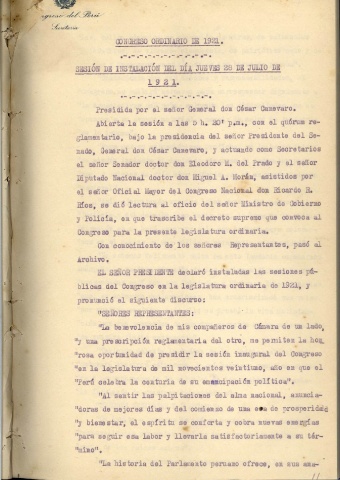 Congreso del Perú
Secretaría
CONGRESO ORDINARIO DE 1921.
SESIÓN DE INSTALACIÓN DEL DÍA JUEVES 28 DE JULIO DE
1921.
Presidida por el señor General don César Canevaro.
Abierta la sesión a las 5 h. 20' p.m., con el quórum re-
glamentario, bajo la presidencia del señor Presidente del Se-
nado, General don César Canevaro, y actuando como Secretarios
el señor Senador doctor don Eleodoro M. del Prado y el señor
Diputado Nacional doctor don Miguel A. Morán, asistidos por
el señor Oficial Mayor del Congreso Nacional don Ricardo R.
Ríos, se dió lectura al oficio del señor Ministro de Gobierno
y Policía, en que transcribe el decreto supremo que convoca al
Congreso para la presente legislatura ordinaria.
Con conocimiento de los señores Representantes, pasó al
Archivo.
EL SEÑOR PRESIDENTE declaró instaladas las sesiones pú-
blicas del Congreso en la legislatura ordinaria de 1921, y
pronunció el siguiente discurso:
"SEÑORES REPRESENTANTES:
"La benevolencia de mis compañeros de Cámara de un lado,
"y una prescripción reglamentaria del otro, me permiten la hon
"rosa oportunidad de presidir la sesión inaugural del Congreso
"en la legislatura de mil novecientos veintiuno, año en que el
"Perú celebra la centuria de su emancipación política".
"Al sentir las palpitaciones del alma nacional, anuncia-
"doras de mejores días y del comienzo de una era de prosperidad
"y bienestar, el espíritu se conforta y cobra nuevas energías
"para seguir esa labor y llevarla satisfactoriamente a su tér-
"mino".
"La historia del Parlamento peruano ofrece, en sus ana-